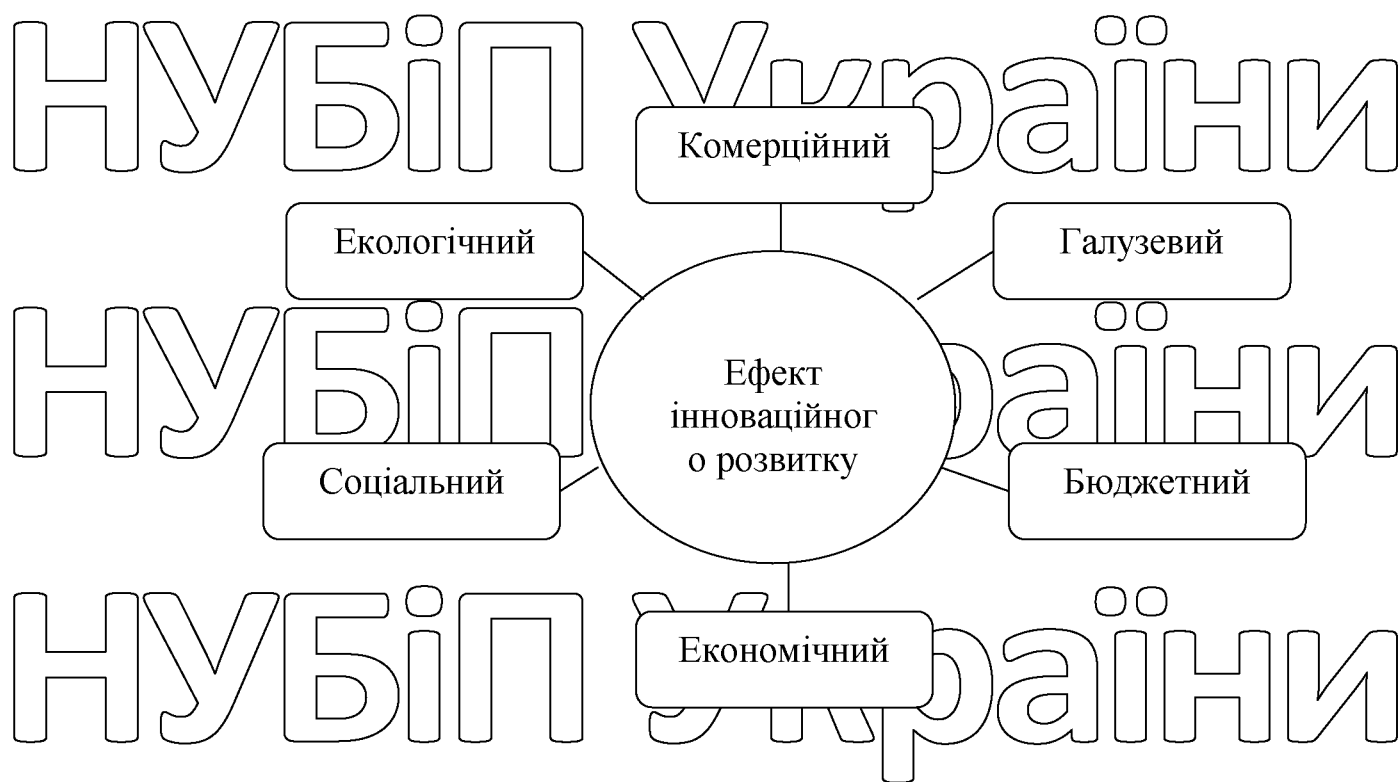 НУБіП України
Комерційний
Екологічний
Галузевий
НУБіП України
Ефект
інноваційног
о розвитку
Соціальний
Бюджетний
НУБіП України
Економічний